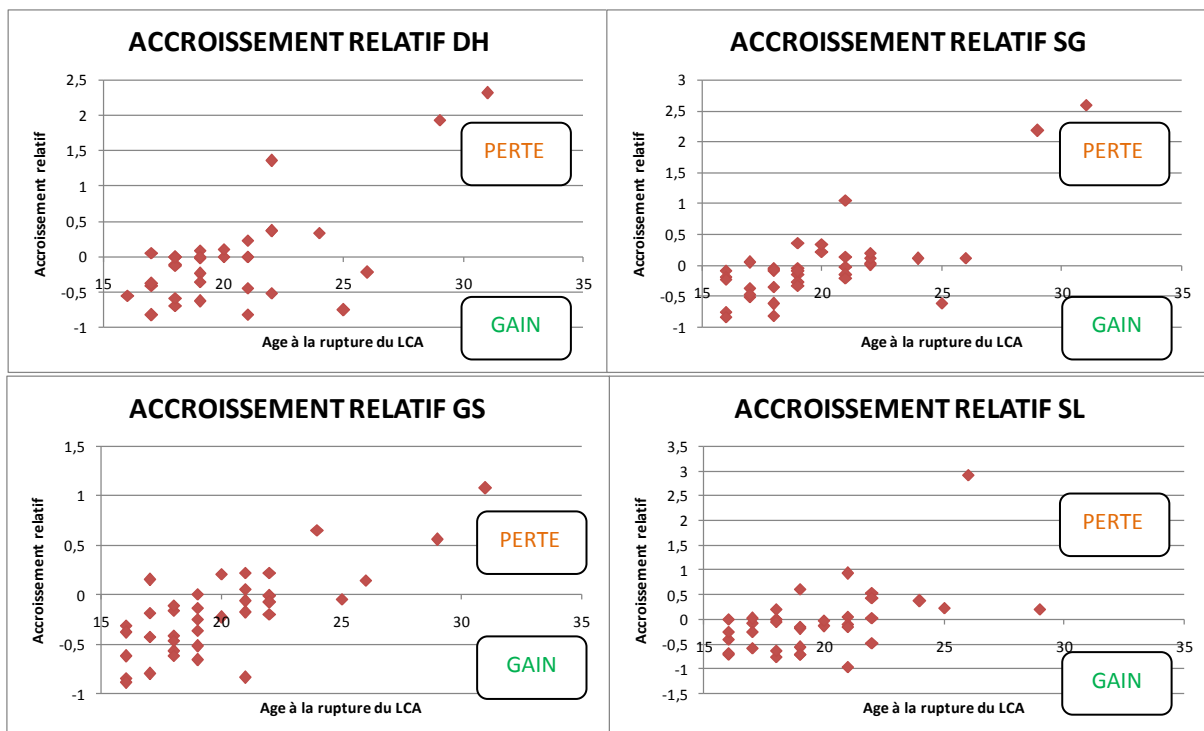 ACCROISSEMENT RELATIF DH
2,5
2
1,5
1
0,5
0
-0,5
-1
15 20 25 30 35
Accroissement relatif
Age à la rupture du LCA
PERTE
GAIN
ACCROISSEMENT RELATIF SG
3
2,5
2
1,5
1
0,5
0
-0,5
-1
15 20 25 30 35
Accroissement relatif
Age à la rupture du LCA
PERTE
GAIN
ACCROISSEMENT RELATIF GS
1,5
1
0,5
0
-0,5
-1
15 20 25 30 35
Accroissement relatif
Age à la rupture du LCA
PERTE
GAIN
ACCROISSEMENT RELATIF SL
3,5
3
2,5
2
1,5
1
0,5
0
-0,5
-1
-1,5
15 20 25 30 35
Accroissement relatif
Age à la rupture du LCA
PERTE
GAIN